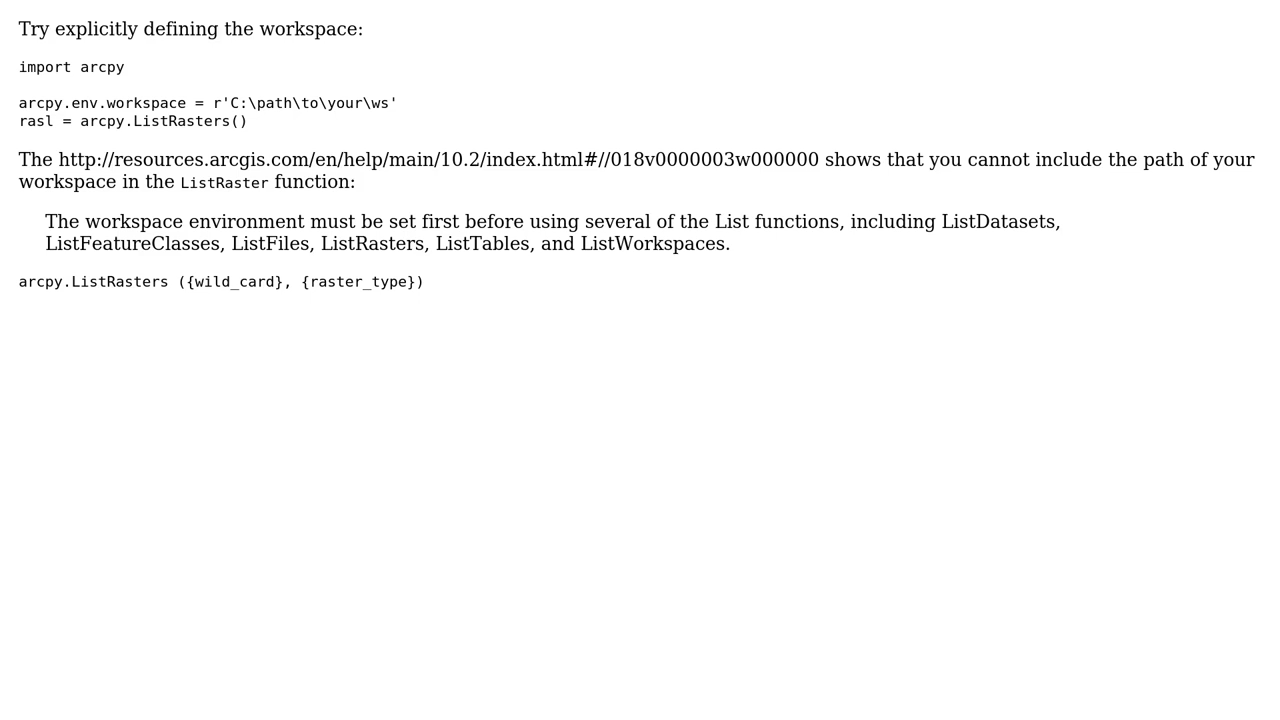 Try explicitly defining the workspace:
import arcpy
arcpy.env.workspace = r'C:\path\to\your\ws'
rasl = arcpy.ListRasters()
The http://resources.arcgis.com/en/help/main/10.2/index.html#//018v0000003w000000 shows that you cannot include the path of your
workspace in the ListRaster function:
The workspace environment must be set first before using several of the List functions, including ListDatasets,
ListFeatureClasses, ListFiles, ListRasters, ListTables, and ListWorkspaces.
arcpy.ListRasters ({wild_card}, {raster_type})